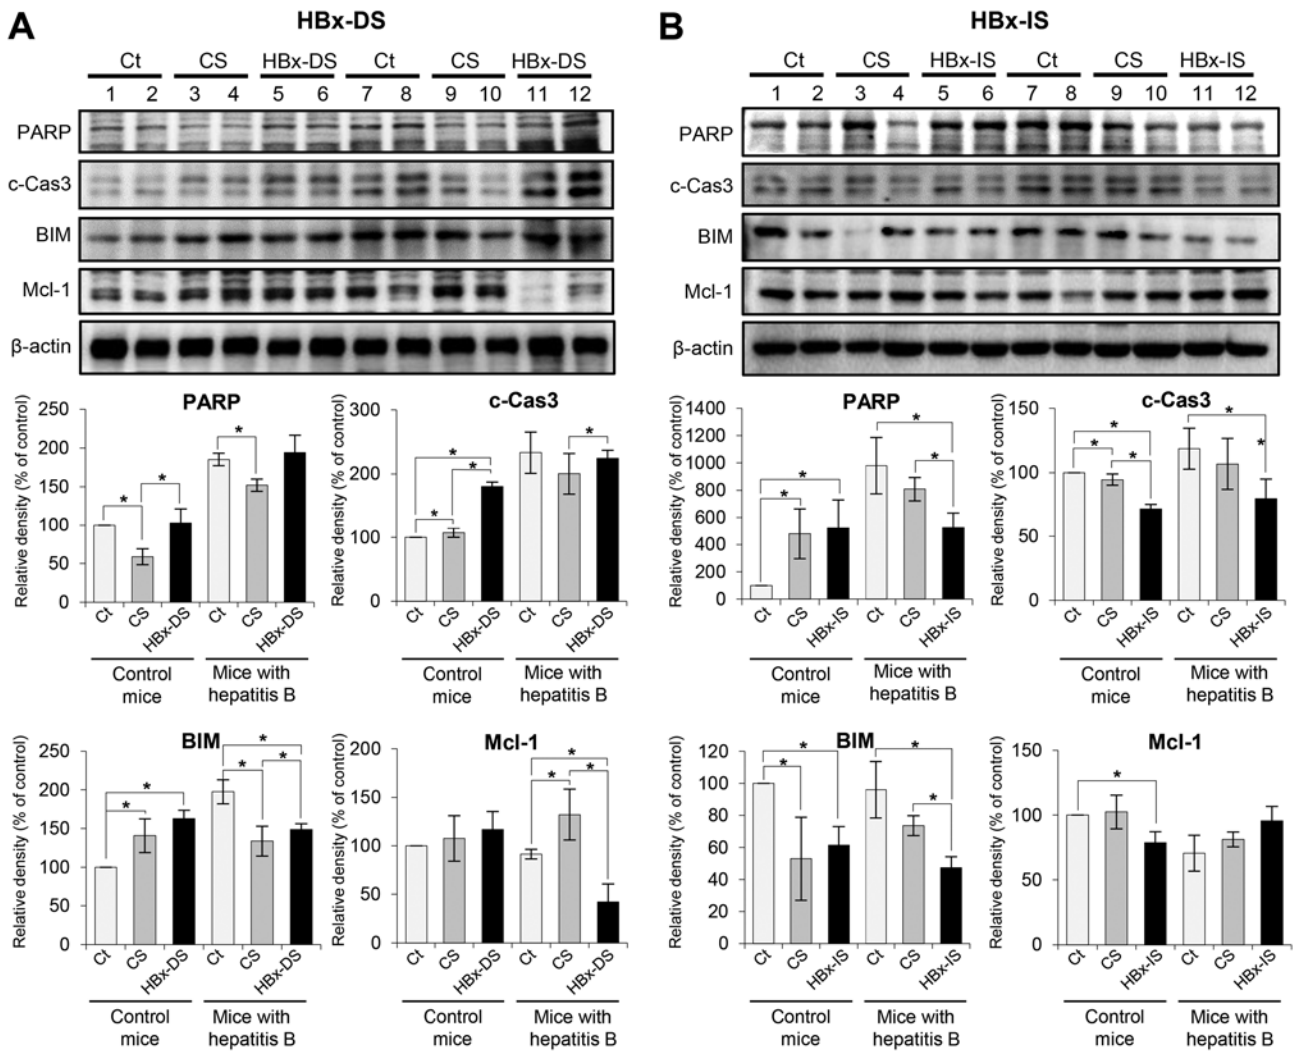 A
HBx-DS
Ct CS HBx-DS Ct CS HBx-DS
1 2 3 4 5 6 7 8 9 10 11 12
PARP
c-Cas3
BIM
Mcl-1
β-actin
PARP
Relative density (% of control)
250
200
150
100
50
0
* * *
Ct CS HBx-DS Ct CS HBx-DS
Control mice
Mice with hepatitis B
c-Cas3
Relative density (% of control)
300
200
100
0
* * * *
Ct CS HBx-DS Ct CS HBx-DS
Control mice
Mice with hepatitis B
BIM
Relative density (% of control)
250
200
150
100
50
0
* * * * *
Ct CS HBx-DS Ct CS HBx-DS
Control mice
Mice with hepatitis B
Mcl-1
Relative density (% of control)
200
150
100
50
0
* * *
Ct CS HBx-DS Ct CS HBx-DS
Control mice
Mice with hepatitis B
B
HBx-IS
Ct CS HBx-IS Ct CS HBx-IS
1 2 3 4 5 6 7 8 9 10 11 12
PARP
c-Cas3
BIM
Mcl-1
β-actin
PARP
Relative density (% of control)
1400
1200
1000
800
600
400
200
0
* * * *
Ct CS HBx-IS Ct CS HBx-IS
Control mice
Mice with hepatitis B
c-Cas3
Relative density (% of control)
150
100
50
0
* * * * *
Ct CS HBx-IS Ct CS HBx-IS
Control mice
Mice with hepatitis B
BIM
Relative density (% of control)
120
100
80
60
40
20
0
* * * *
Ct CS HBx-IS Ct CS HBx-IS
Control mice
Mice with hepatitis B
Mcl-1
Relative density (% of control)
150
100
50
0
*
Ct CS HBx-IS Ct CS HBx-IS
Control mice
Mice with hepatitis B